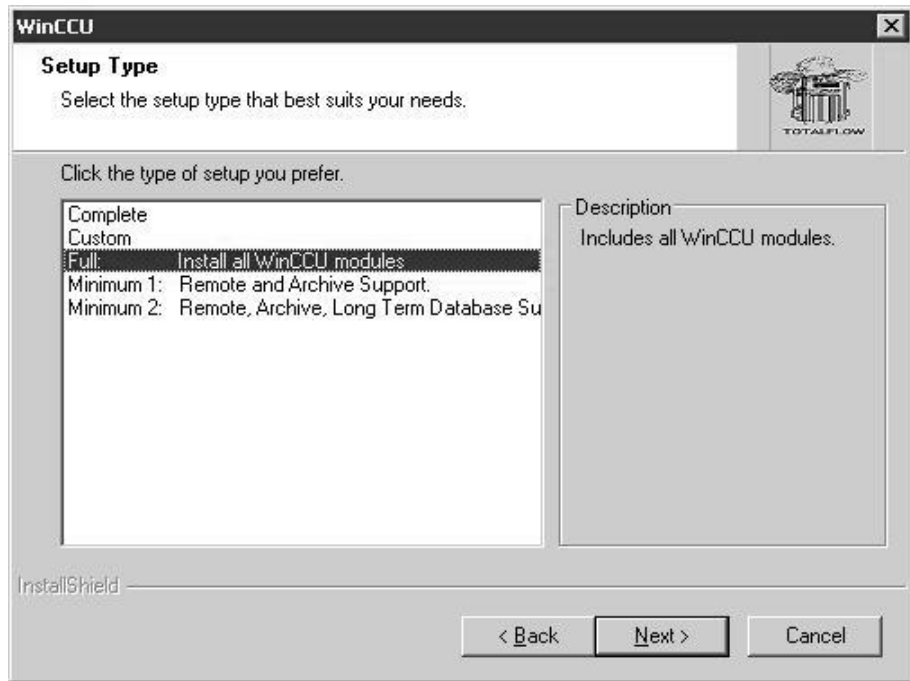 WinCCU
Setup Type
Select the setup type that best suits your needs.
TOTALFLOW
Click the type of setup you prefer.
Complete
Custom
Full: Install all WinCCU modules
Minimum 1: Remote and Archive Support.
Minimum 2: Remote, Archive, Long Term Database Su
Description
Includes all WinCCU modules.
InstallShield
< Back
Next >
Cancel